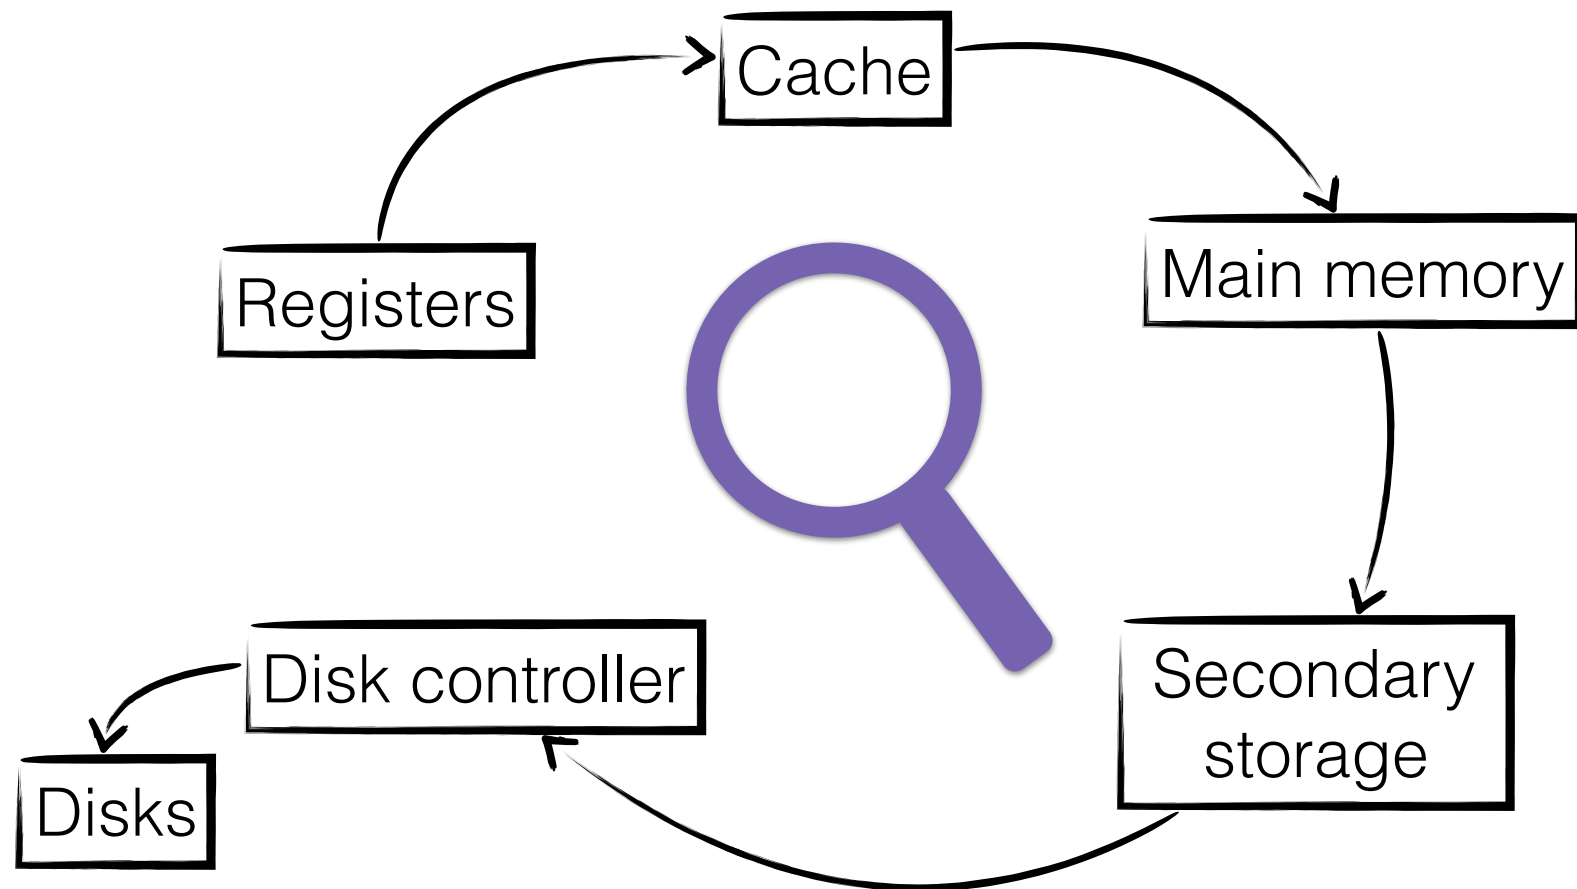 Cache
Registers
Main memory
Disk controller
Secondary
storage
Disks